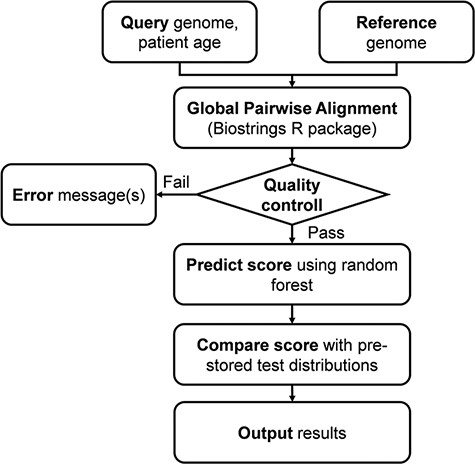 Query genome,
patient age
Reference
genome
Global Pairwise Alignment
(Biostrings R package)
Quality
controll
Fail
Error message(s)
Pass
Predict score using random
forest
Compare score with pre-
stored test distributions
Output results